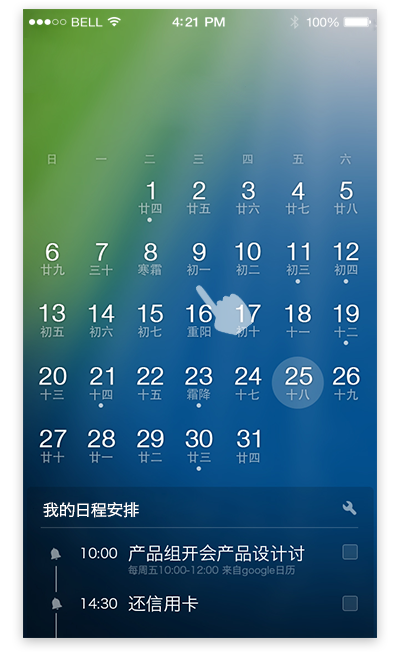 BELL 4:21 PM 100%
日 一 二 三 四 五 六
1 2 3 4 5
廿四 廿五 廿六 廿七 廿八
6 7 8 9 10 11 12
廿九 三十 寒霜 初一 初二 初三 初四
13 14 15 16 17 18 19
初五 初六 初七 重阳 初十 十一 十二
20 21 22 23 24 25 26
十三 十四 十五 霜降 十七 十八 十九
27 28 29 30 31
廿十 廿一 廿二 廿三 廿四
我的日程安排
10:00 产品组开会产品设计讨
每周五10:00-12:00 来自google日历
14:30 还信用卡